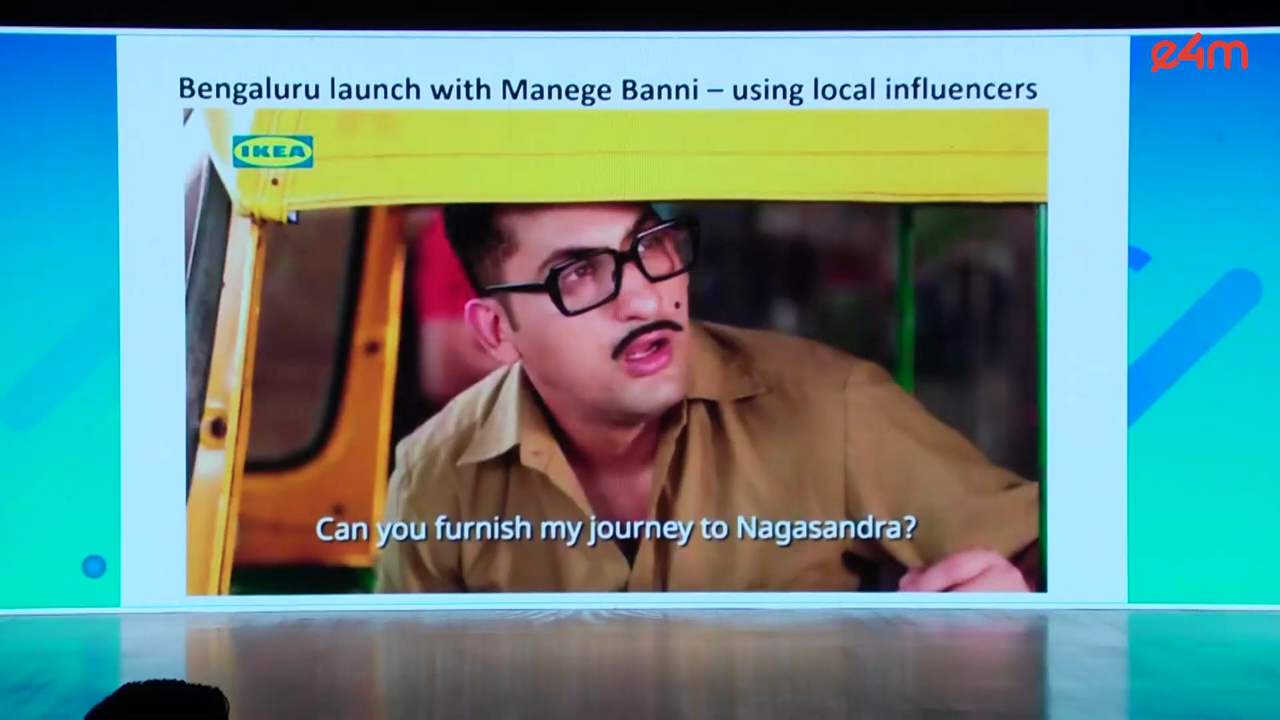 e4m
Bengaluru launch with Manege Banni – using local influencers
IKEA
Can you furnish my journey to Nagasandra?